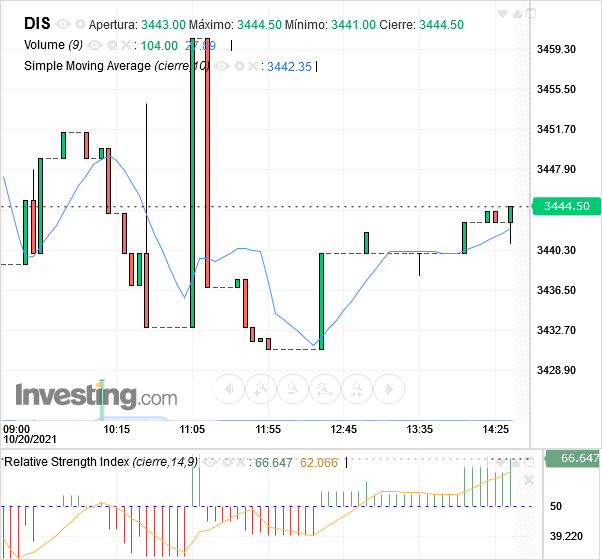 DIS Apertura: 3443.00 Máximo: 3444.50 Mínimo: 3441.00 Cierre: 3444.50
Volume (9) : 104.00 27.89
Simple Moving Average (cierre,10) : 3442.35
3459.30
3455.50
3451.70
3447.90
3444.50
3440.30
3436.50
3432.70
3428.90
Investing.com
09:00 10:15 11:05 11:55 12:45 13:35 14:25
10/20/2021
Relative Strength Index (cierre,14,9) : 66.647 62.066
66.647
50
39.220